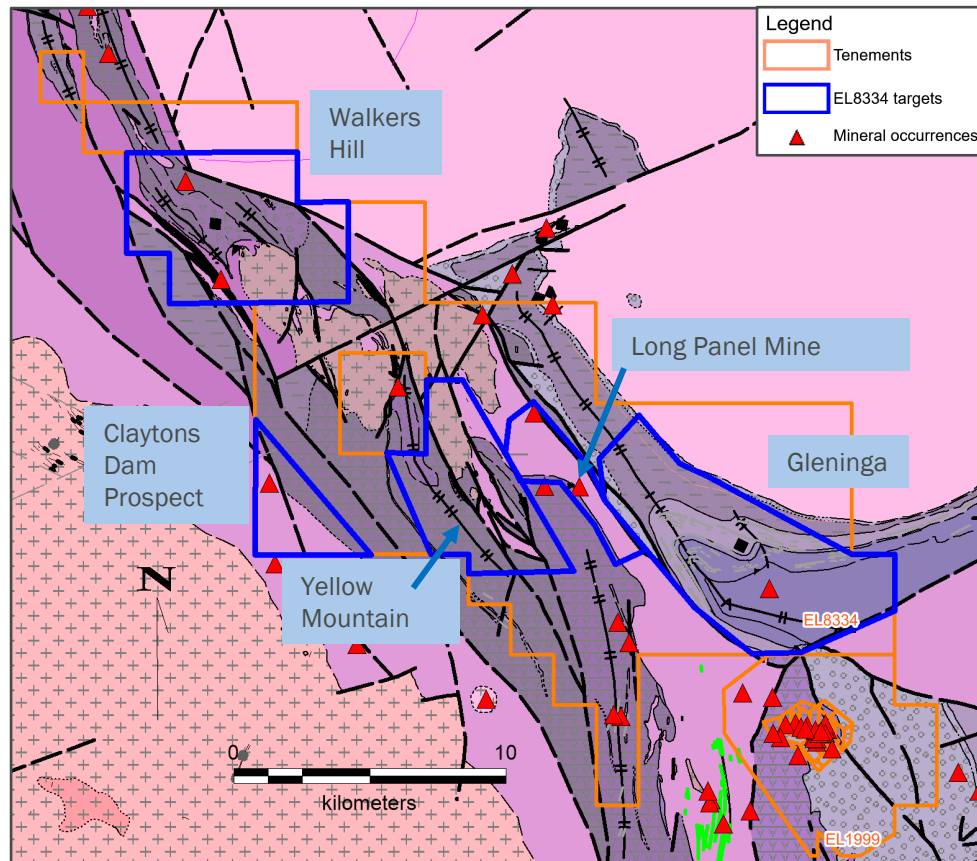 Legend
Tenements
EL8334 targets
Mineral occurrences
Walkers
Hill
Long Panel Mine
Claytons
Dam
Prospect
Gleninga
Yellow
Mountain
N
EL8334
0
10
kilometers
EL1999